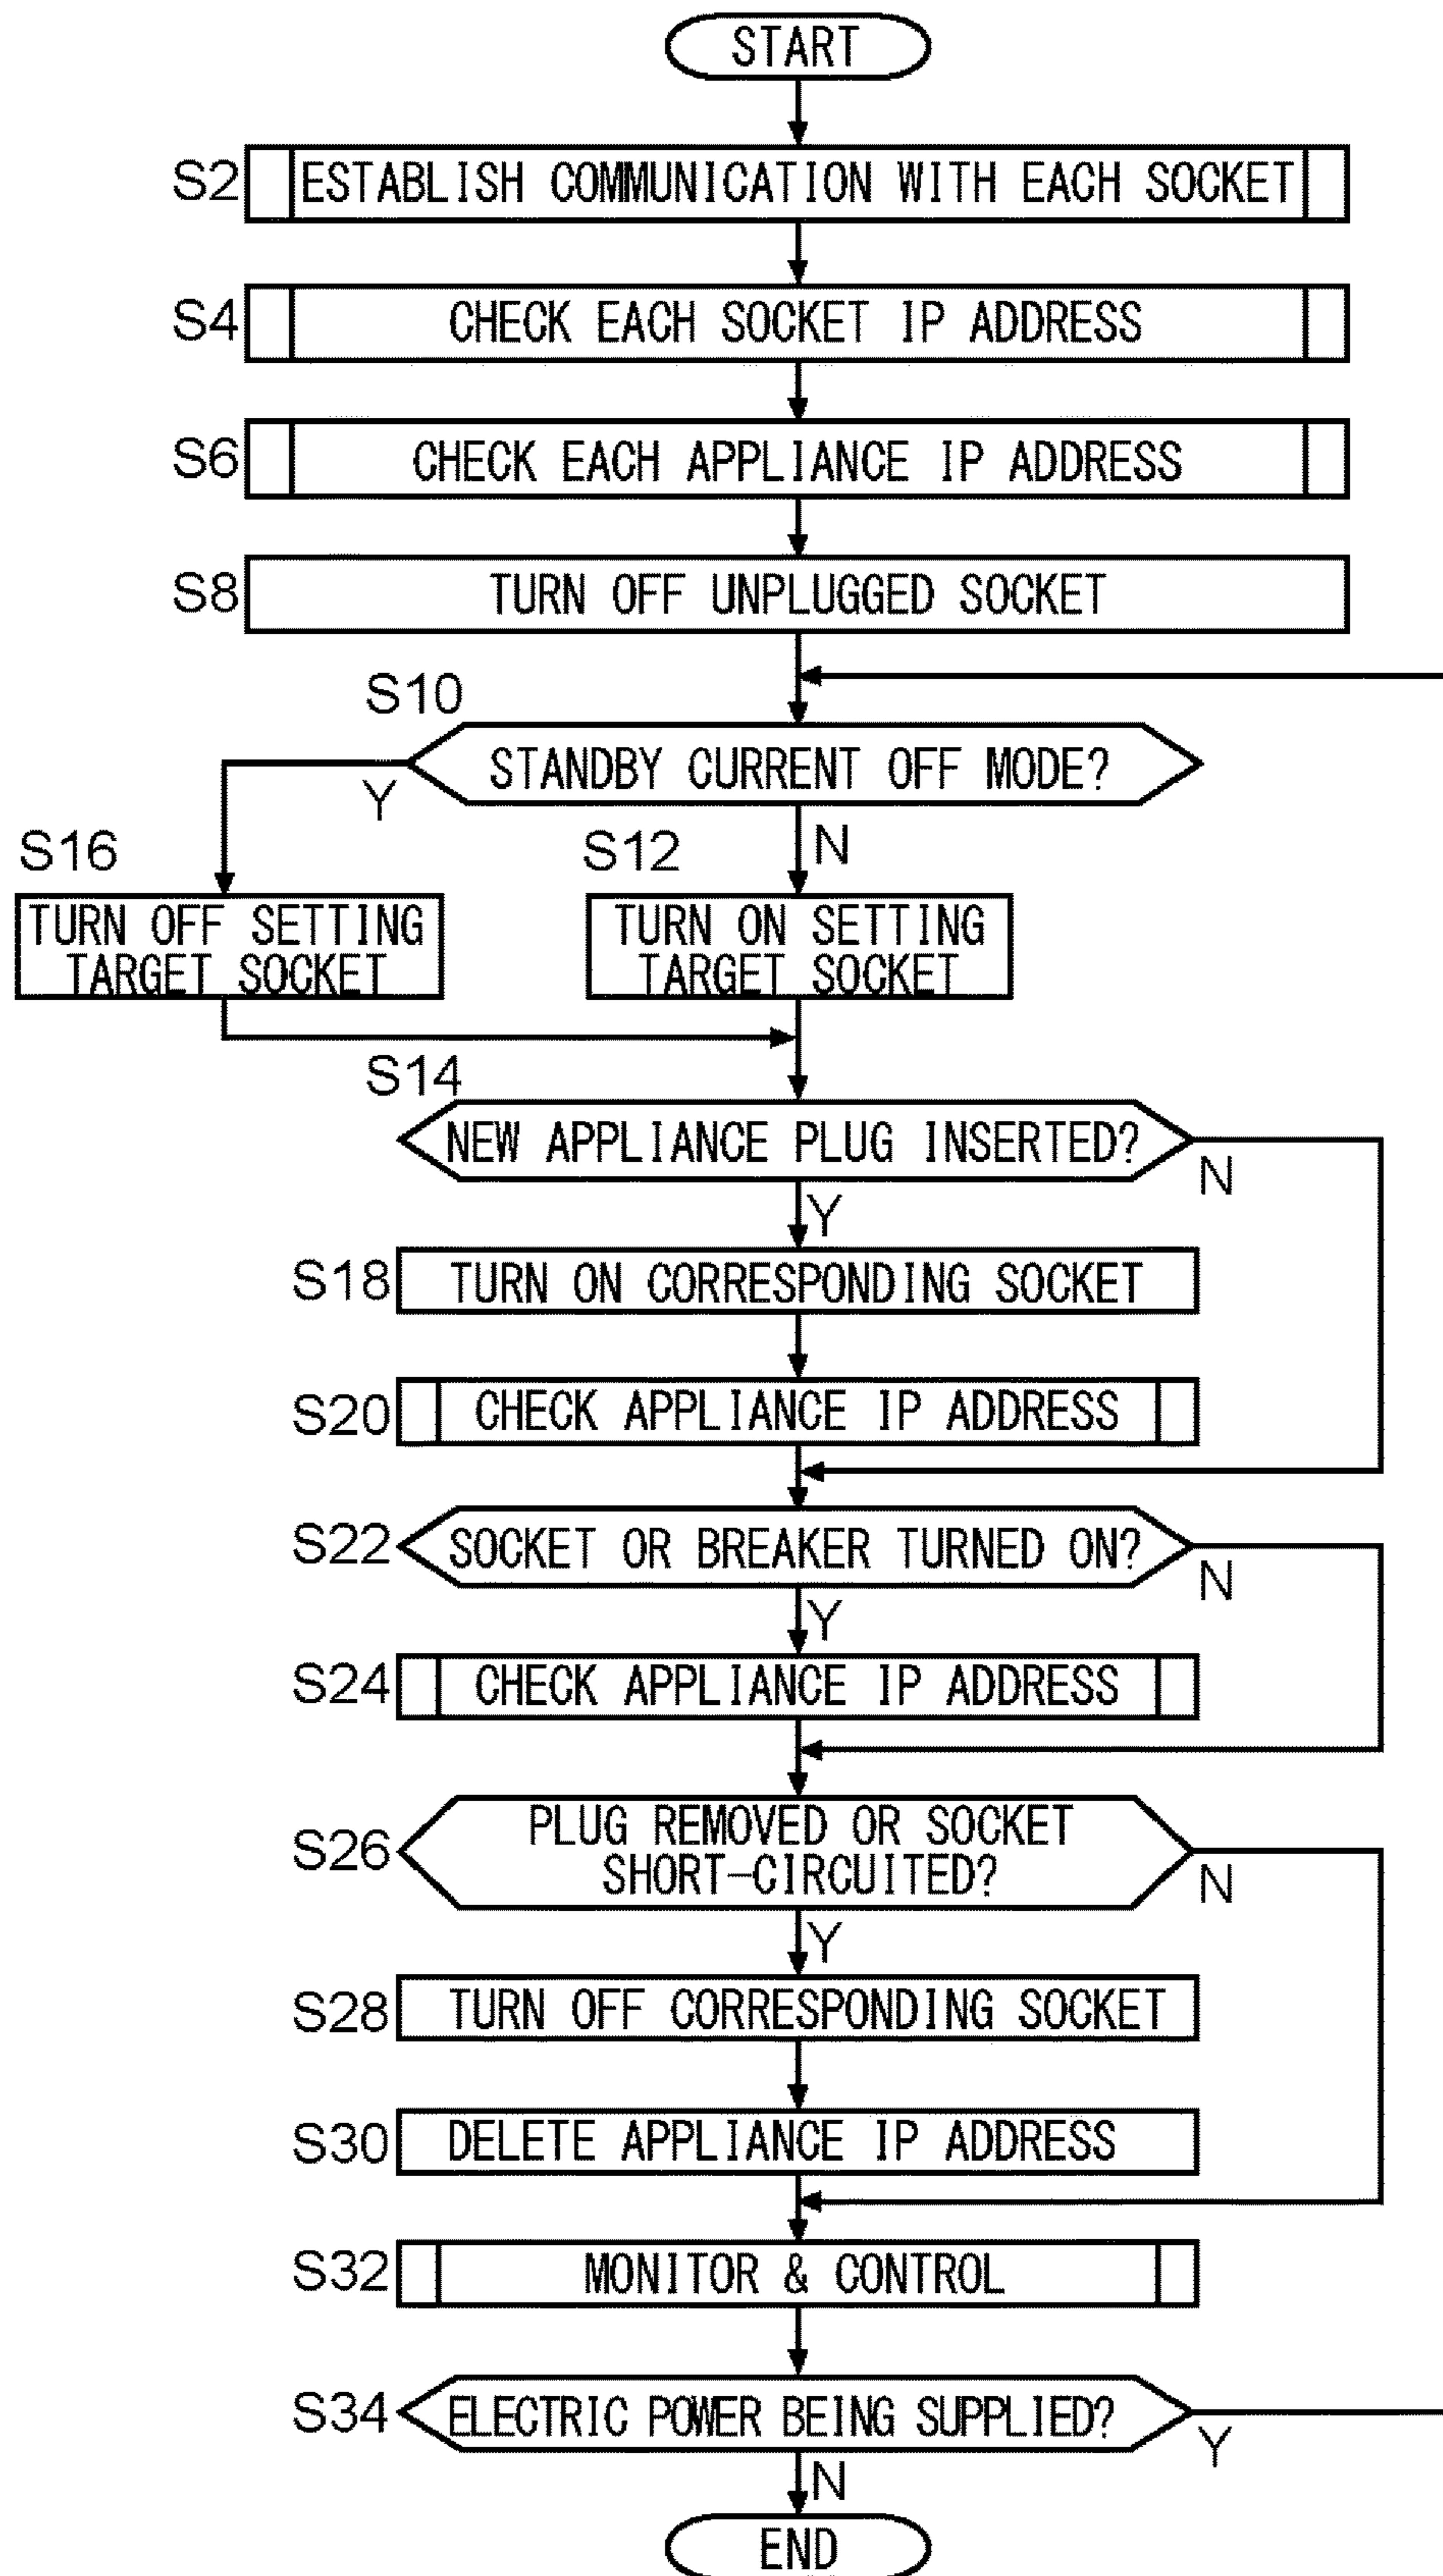 START
S2 ESTABLISH COMMUNICATION WITH EACH SOCKET
S4 CHECK EACH SOCKET IP ADDRESS
S6 CHECK EACH APPLIANCE IP ADDRESS
S8 TURN OFF UNPLUGGED SOCKET
S10
STANDBY CURRENT OFF MODE?
Y
N
S16
TURN OFF SETTING
TARGET SOCKET
S12
TURN ON SETTING
TARGET SOCKET
S14
NEW APPLIANCE PLUG INSERTED?
N
Y
S18 TURN ON CORRESPONDING SOCKET
S20 CHECK APPLIANCE IP ADDRESS
S22 SOCKET OR BREAKER TURNED ON?
N
Y
S24 CHECK APPLIANCE IP ADDRESS
S26
PLUG REMOVED OR SOCKET
SHORT-CIRCUITED?
N
Y
S28 TURN OFF CORRESPONDING SOCKET
S30 DELETE APPLIANCE IP ADDRESS
S32 MONITOR & CONTROL
S34 ELECTRIC POWER BEING SUPPLIED?
Y
N
END